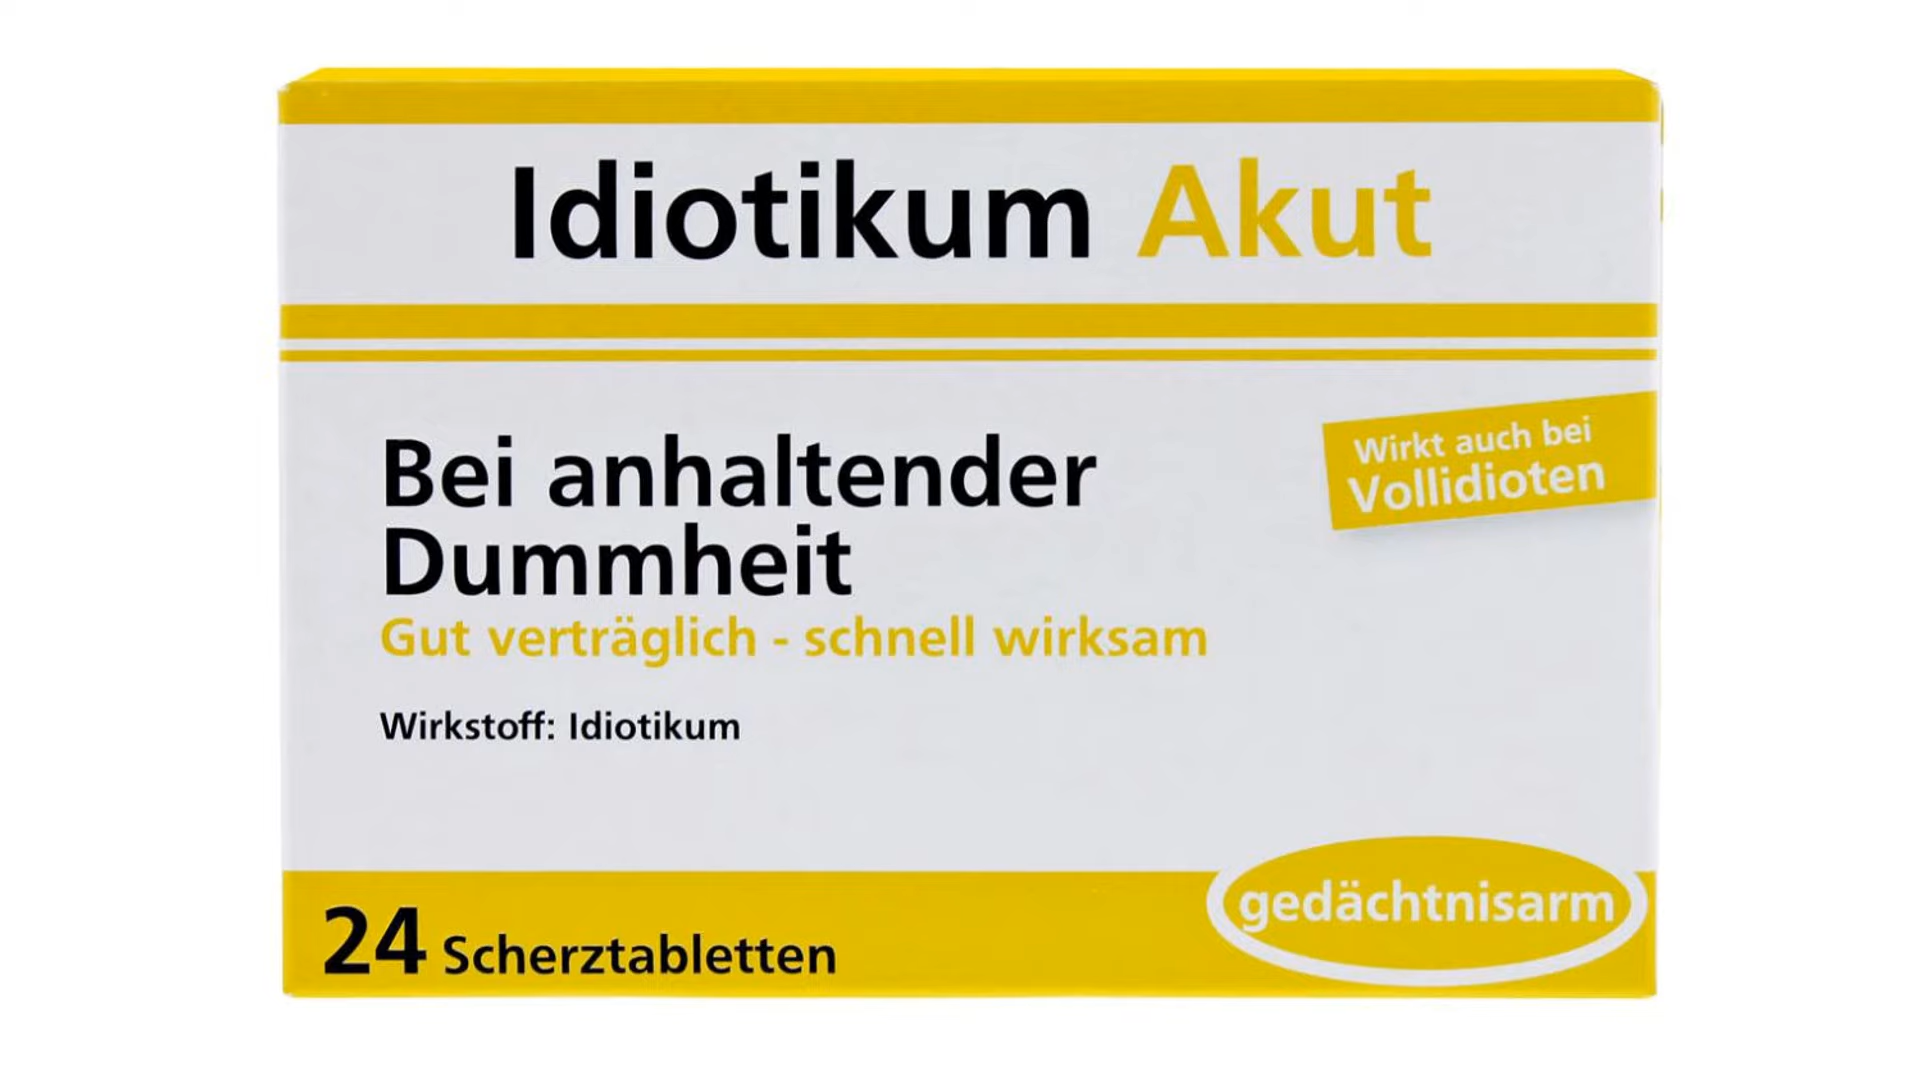 Idiotikum Akut
Bei anhaltender
Dummheit
Gut verträglich - schnell wirksam
Wirkstoff: Idiotikum
Wirkt auch bei
Vollidioten
24 Scherztabletten
gedächtnisarm